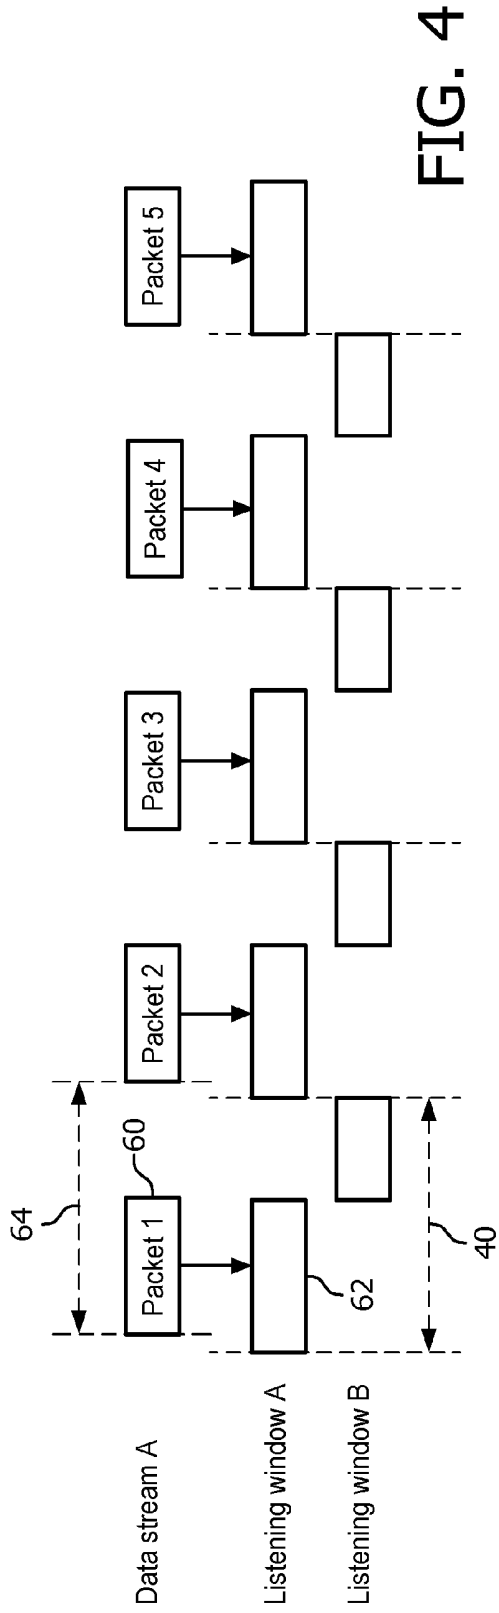 64
60
Data stream A
Packet 1
Packet 2
Packet 3
Packet 4
Packet 5
Listening window A
62
Listening window B
40
FIG. 4